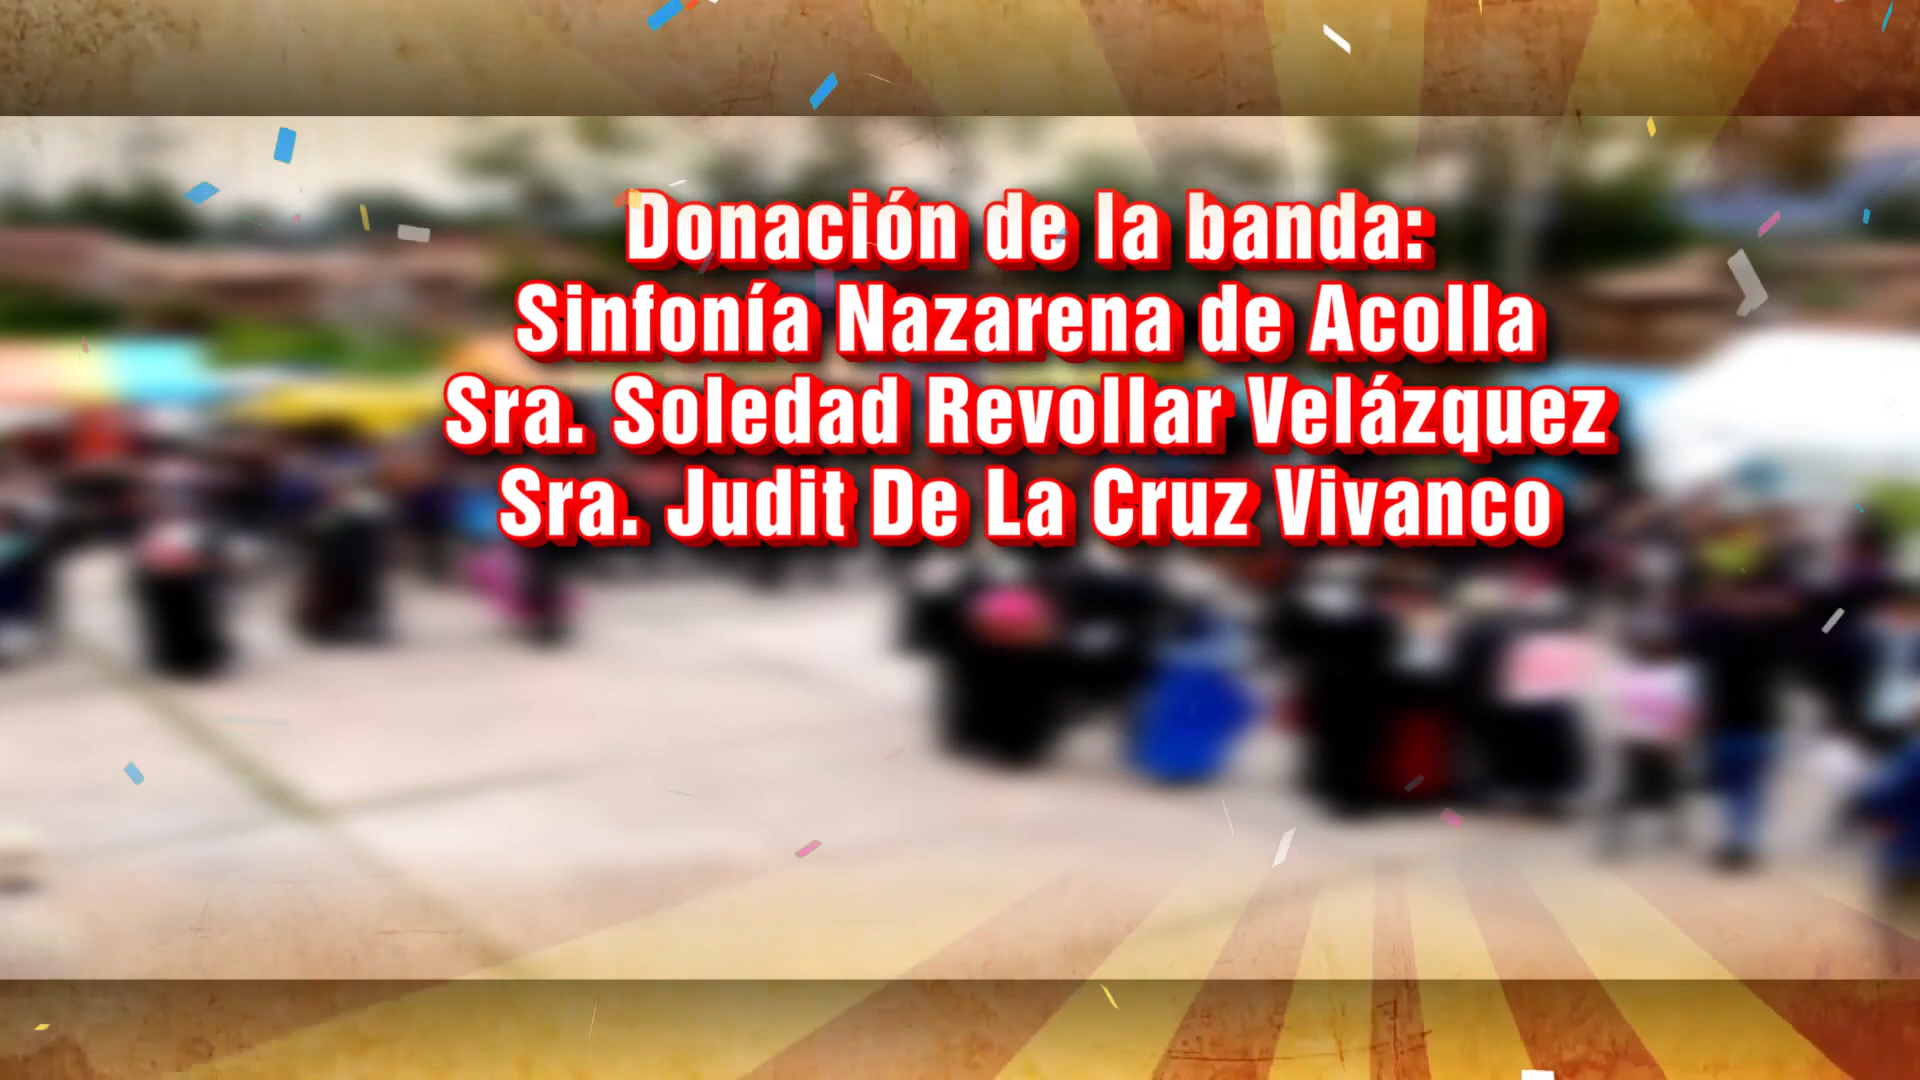 Donación de la banda:
Sinfonía Nazarena de Acolla
Sra. Soledad Revollar Velázquez
Sra. Judit De La Cruz Vivanco